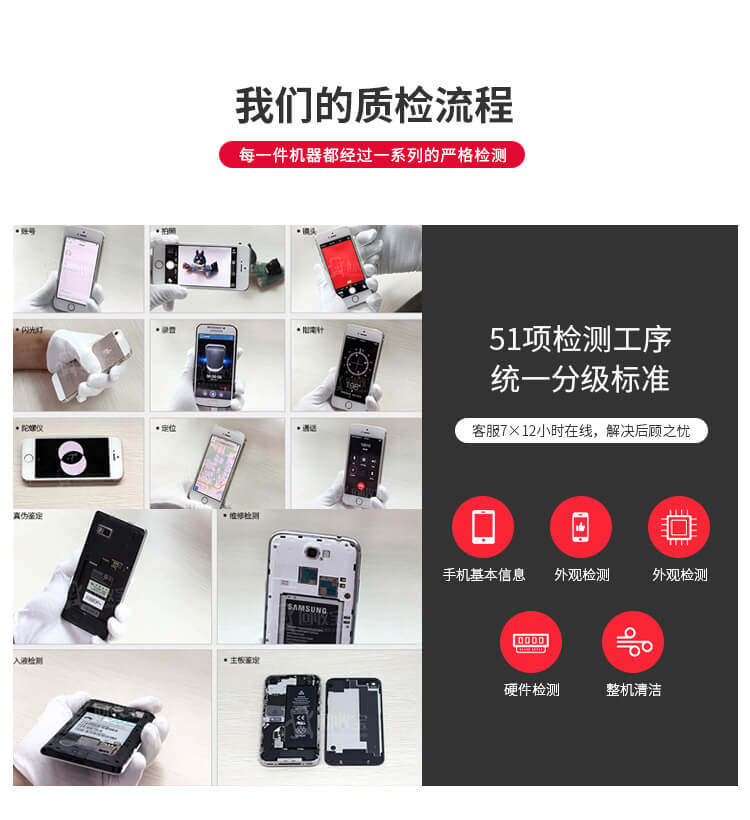 我们的质检流程
每一件机器都经过一系列的严格检测
账号
拍照
镜头
闪光灯
录音
指南针
陀螺仪
定位
通话
真伪鉴定
维修检测
SAMSUNG
入液检测
主板鉴定
51项检测工序
统一分级标准
客服7×12小时在线，解决后顾之忧
手机基本信息
外观检测
外观检测
硬件检测
整机清洁